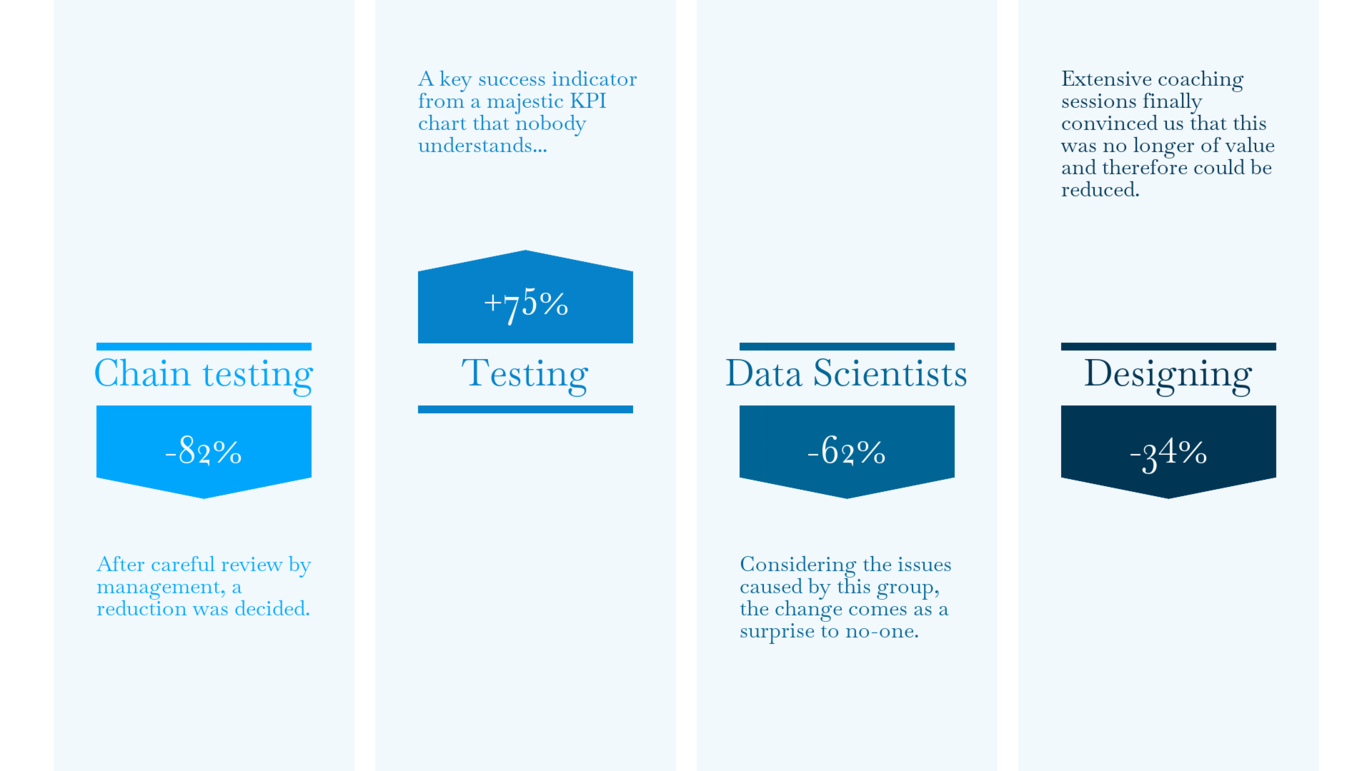 Chain testing
-82%
After careful review by
management, a
reduction was decided.
A key success indicator
from a majestic KPI
chart that nobody
understands...
+75%
Testing
Data Scientists
-62%
Considering the issues
caused by this group,
the change comes as a
surprise to no-one.
Extensive coaching
sessions finally
convinced us that this
was no longer of value
and therefore could be
reduced.
Designing
-34%